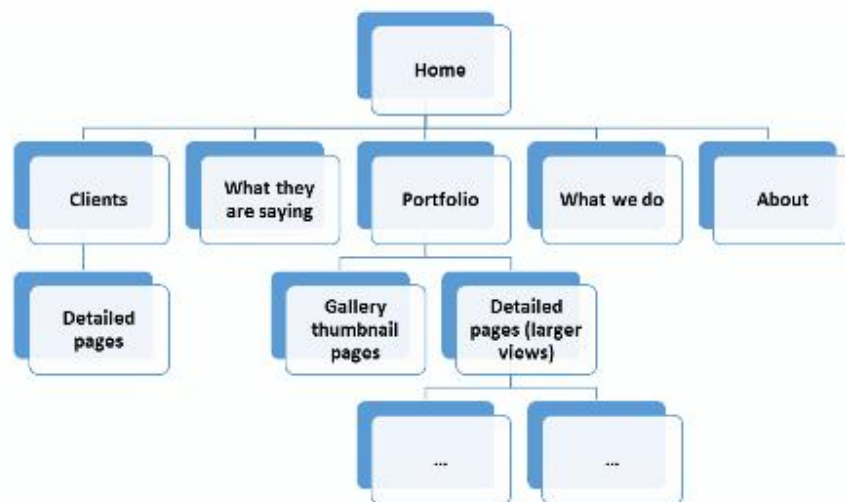 Home
Clients
What they
are saying
Portfolio
What we do
About
Detailed
pages
Gallery
thumbnail
pages
Detailed
pages (larger
views)
...
...